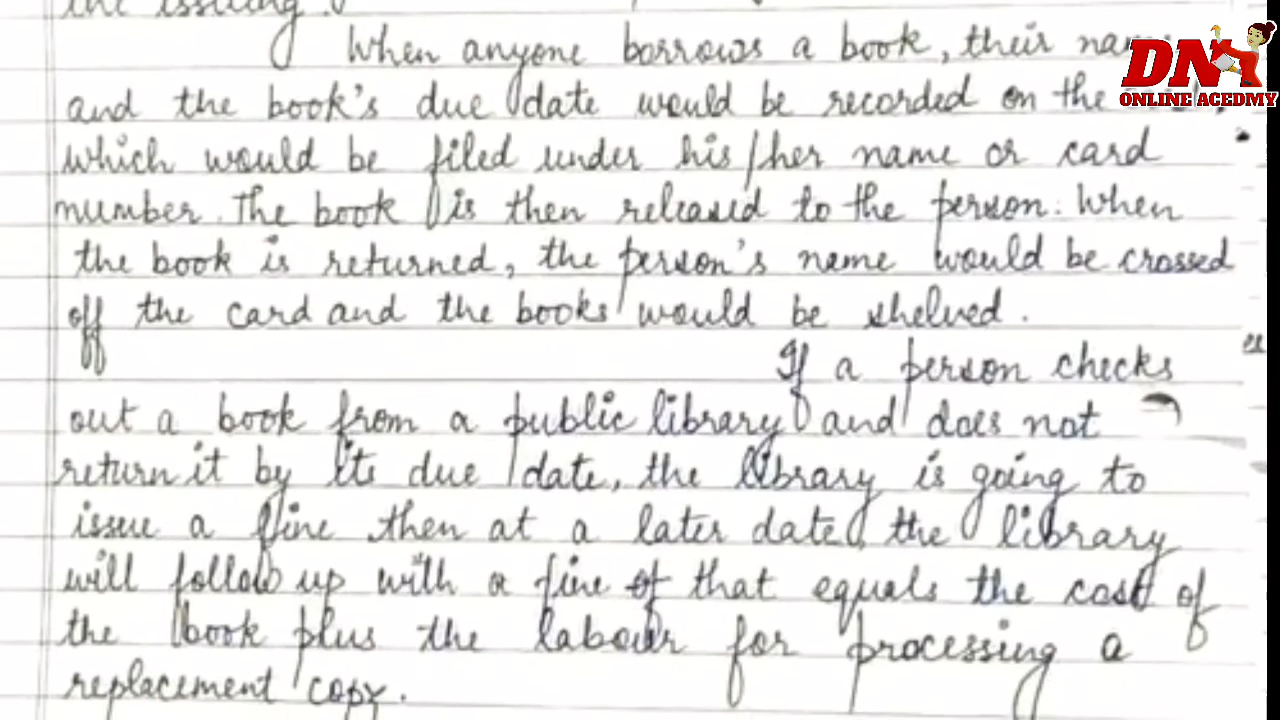 the issuing.
When anyone borrows a book, their name
and the book's due date would be recorded on the
which would be filed under his/her name or card
number. The book is then released to the person. When
the book is returned, the person's name would be crossed
off the card and the books would be shelved.
If a person checks
out a book from a public library and does not
return it by its due date, the library is going to
issue a fine then at a later date, the library
will follow up with a fine of that equals the cost of
the book plus the labour for processing a
replacement copy.
DN
ONLINE ACEDMY